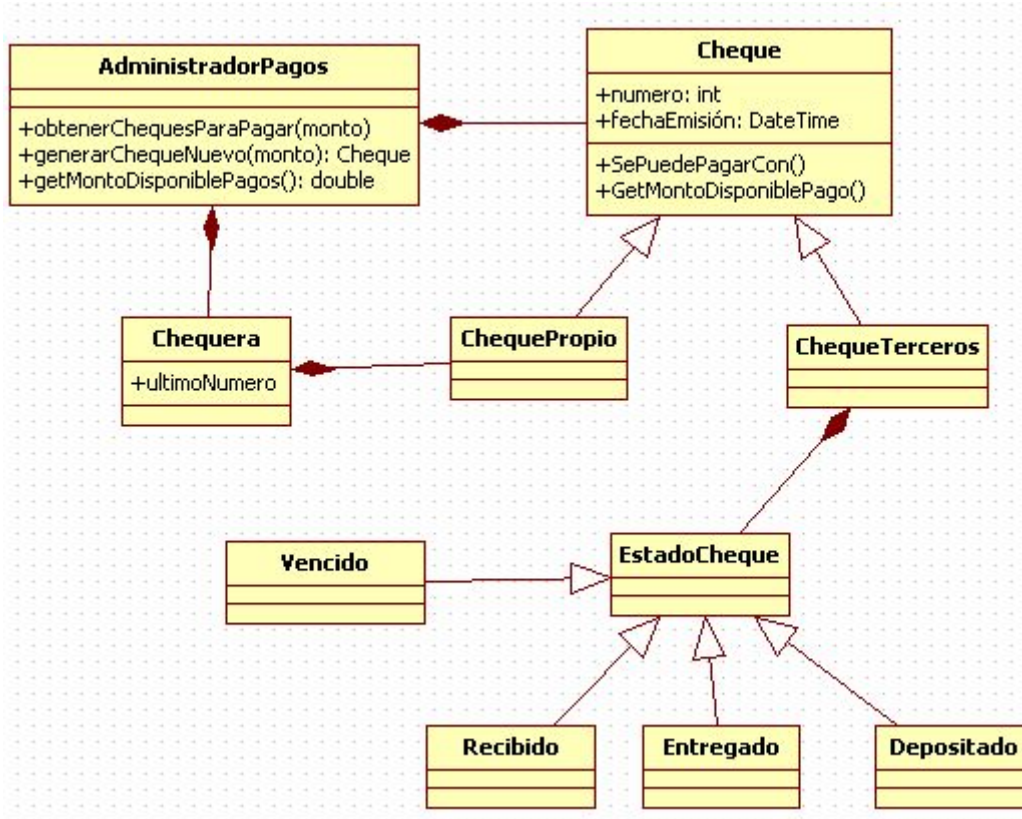 AdministradorPagos
+obtenerChequesParaPagar(monto)
+generarChequeNuevo(monto): Cheque
+getMontoDisponiblePagos(): double
Cheque
+numero: int
+fechaEmisión: DateTime
+SePuedePagarCon()
+GetMontoDisponiblePago()
Chequera
+ultimoNumero
ChequePropio
ChequeTerceros
Vencido
EstadoCheque
Recibido
Entregado
Depositado